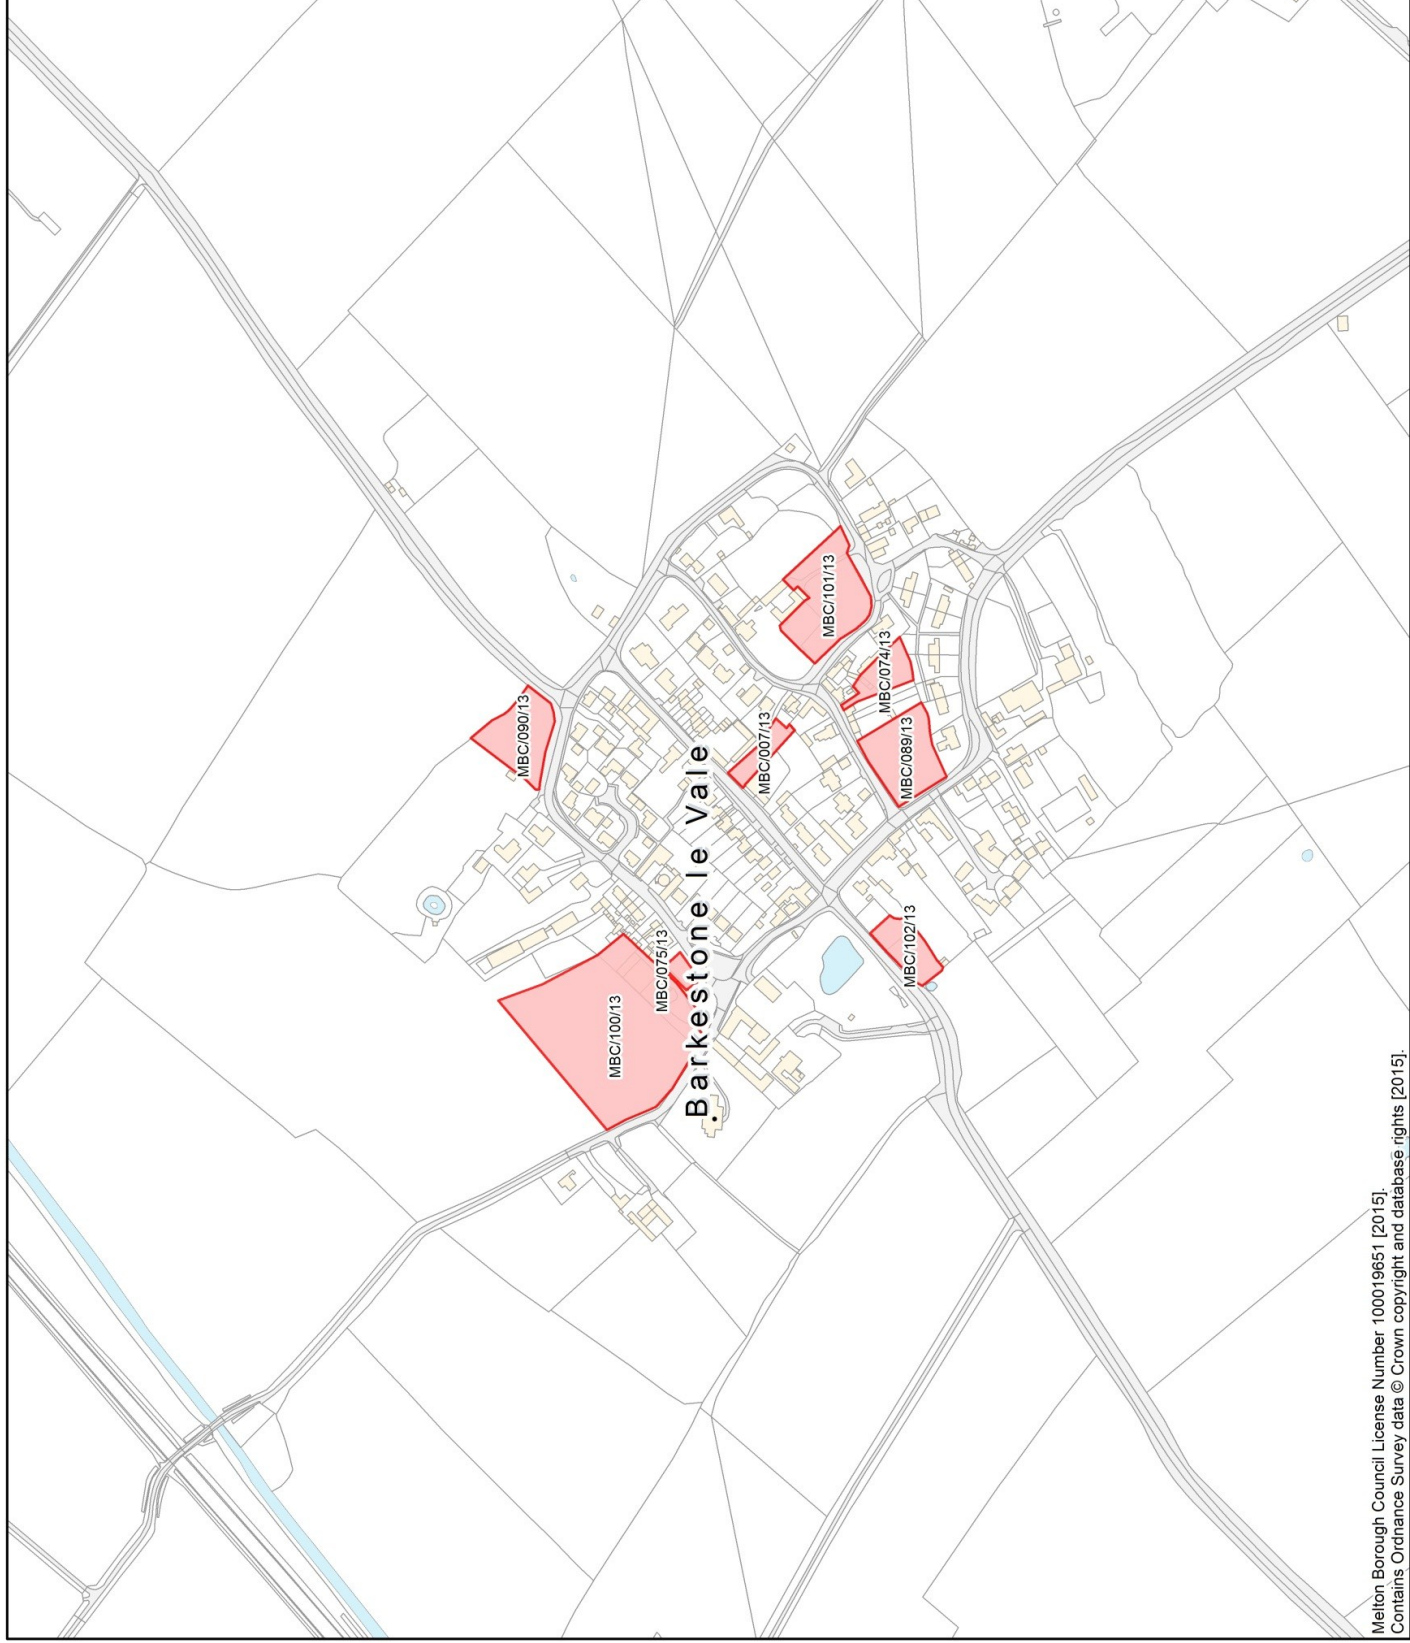 MBC/100/13
MBC/075/13
MBC/090/13
Barkestone le Vale
MBC/007/13
MBC/101/13
MBC/074/13
MBC/089/13
MBC/102/13
Melton Borough Council License Number 100019651 [2015].
Contains Ordnance Survey data © Crown copyright and database rights [2015].